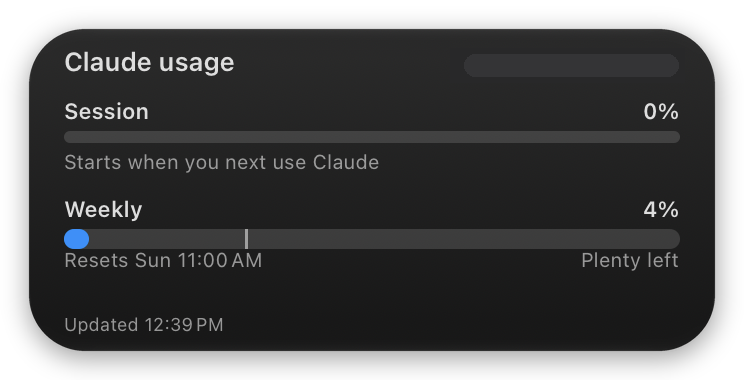 Claude usage
Session 0%
Starts when you next use Claude
Weekly 4%
Resets Sun 11:00 AM Plenty left
Updated 12:39 PM